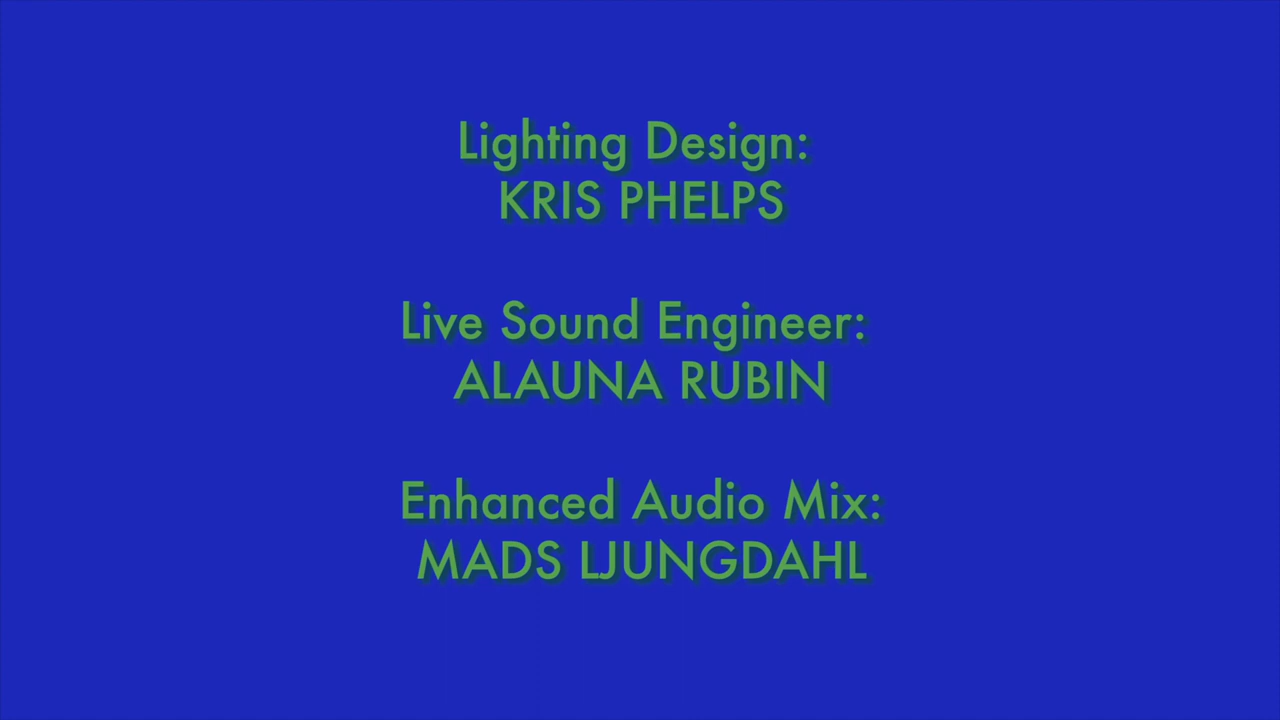 Lighting Design:
KRIS PHELPS
Live Sound Engineer:
ALAUNA RUBIN
Enhanced Audio Mix:
MADS LJUNGDAHL